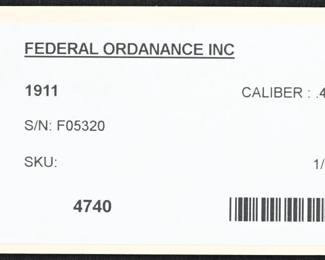 FEDERAL ORDANANCE INC
1911 CALIBER : .4
S/N: F05320
SKU: 1/
4740